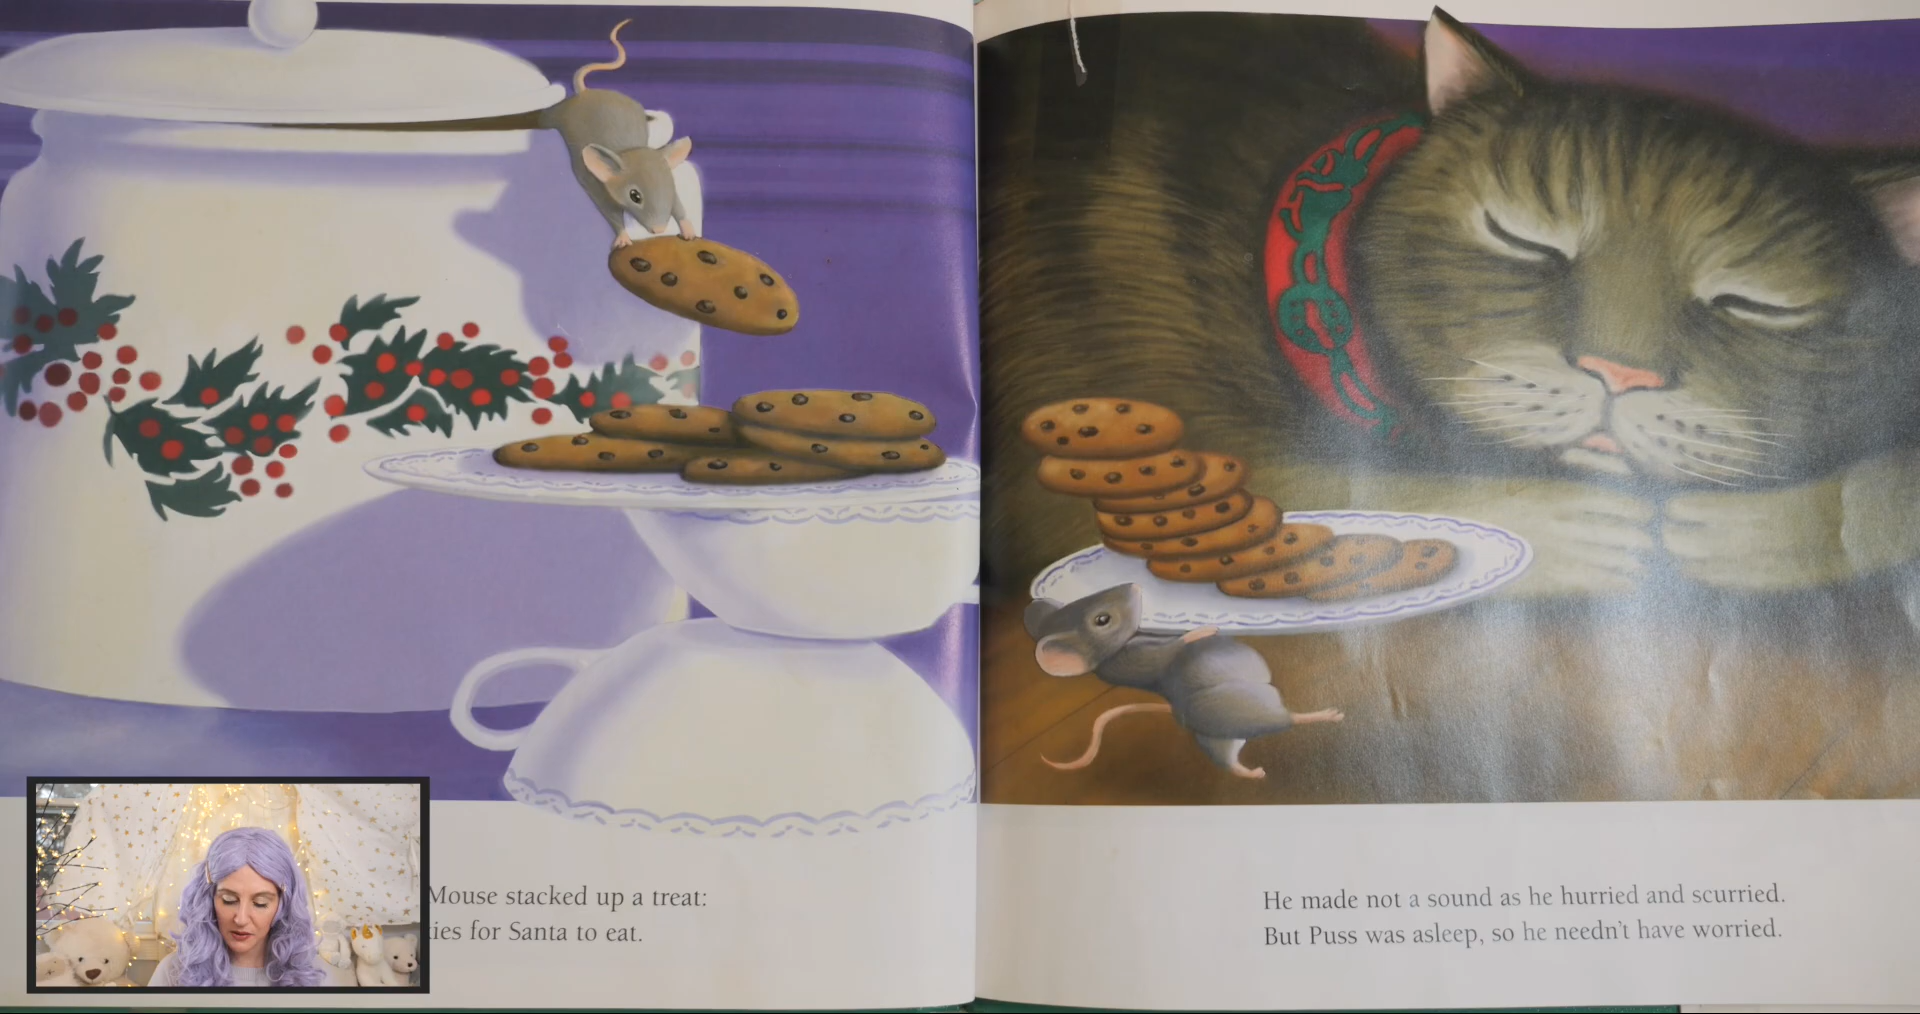 Mouse stacked up a treat:
for Santa to eat.
He made not a sound as he hurried and scurried.
But Puss was asleep, so he needn't have worried.